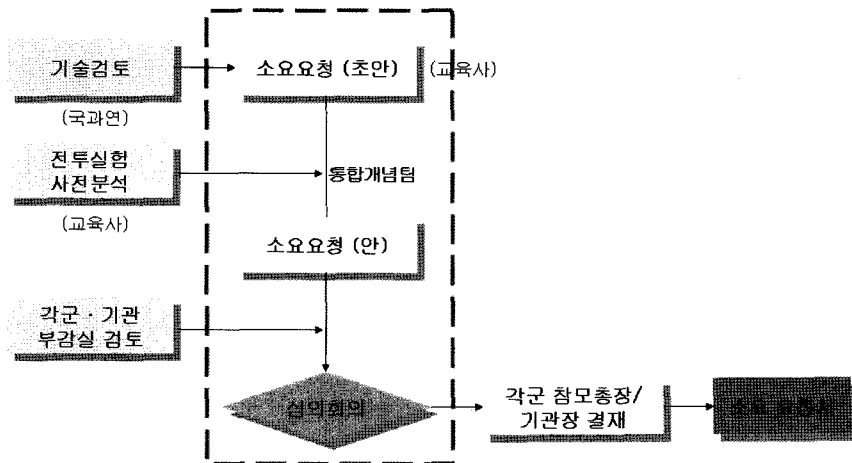 기술검토
(국과연)
소요요청 (초안)
(교육사)
전투실험
사전분석
(교육사)
통합개념팀
소요요청 (안)
각군 · 기관
부감실 검토
심의회의
각군 참모총장/
기관장 결재